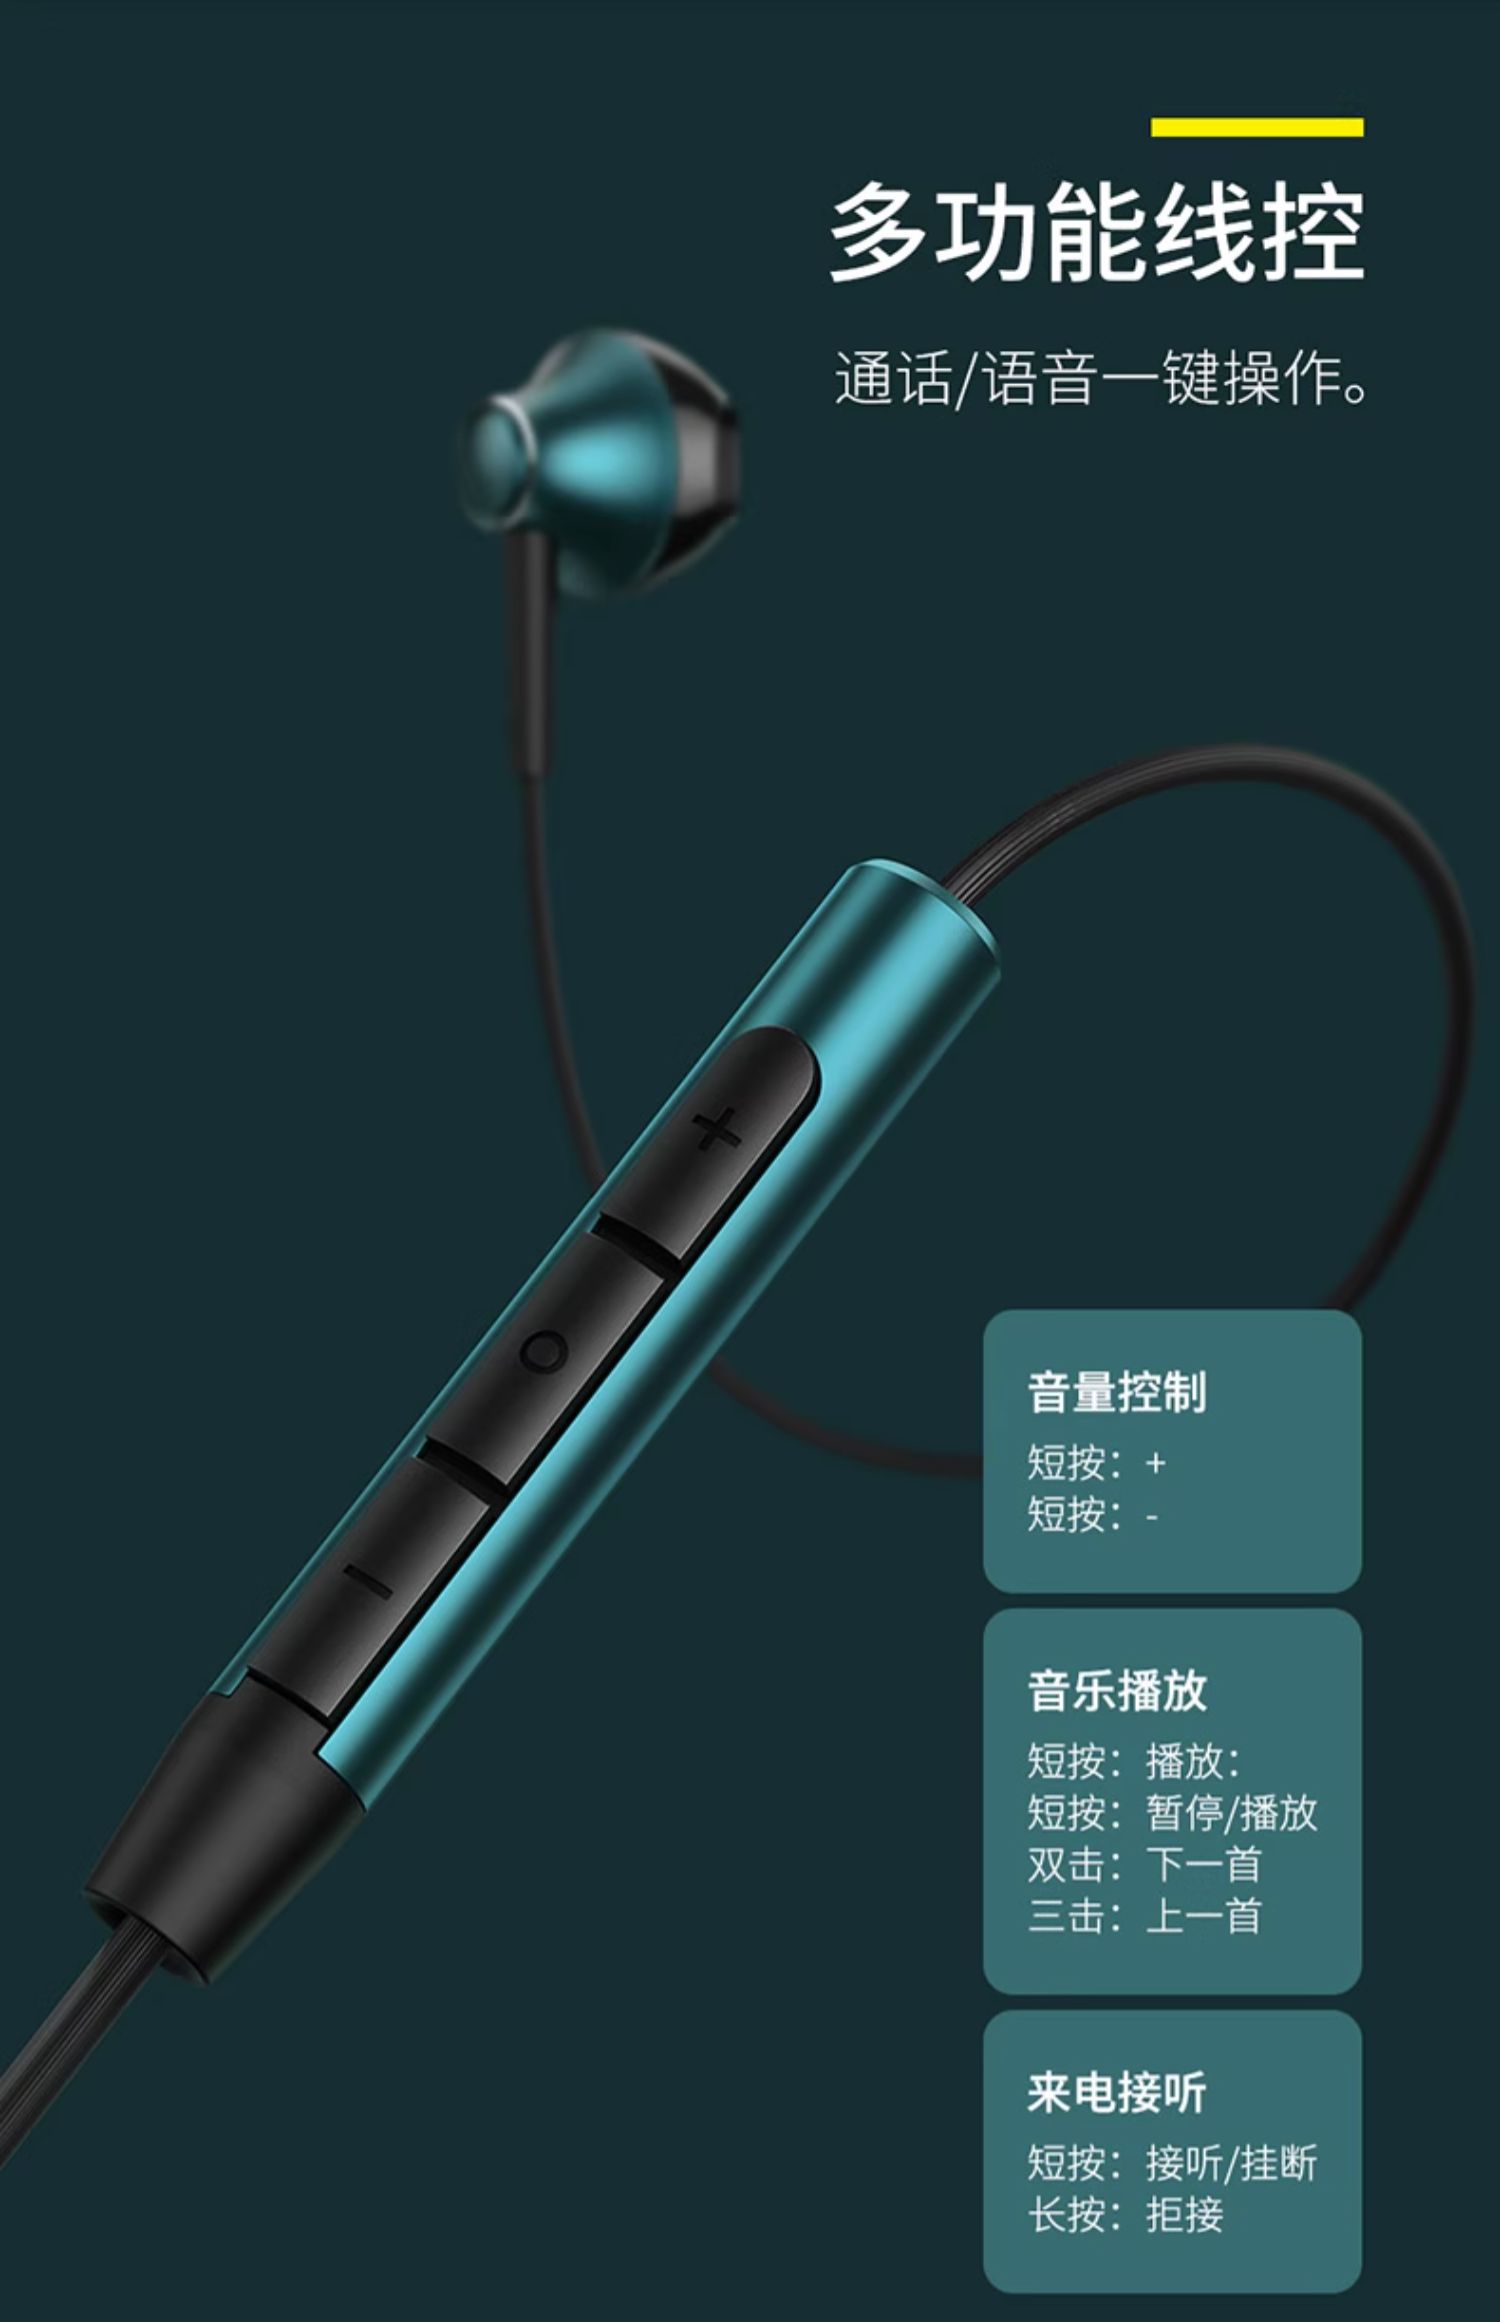 多功能线控
通话/语音一键操作。
+
-
音量控制
短按：+
短按：-
音乐播放
短按：播放：
短按：暂停/播放
双击：下一首
三击：上一首
来电接听
短按：接听/挂断
长按：拒接